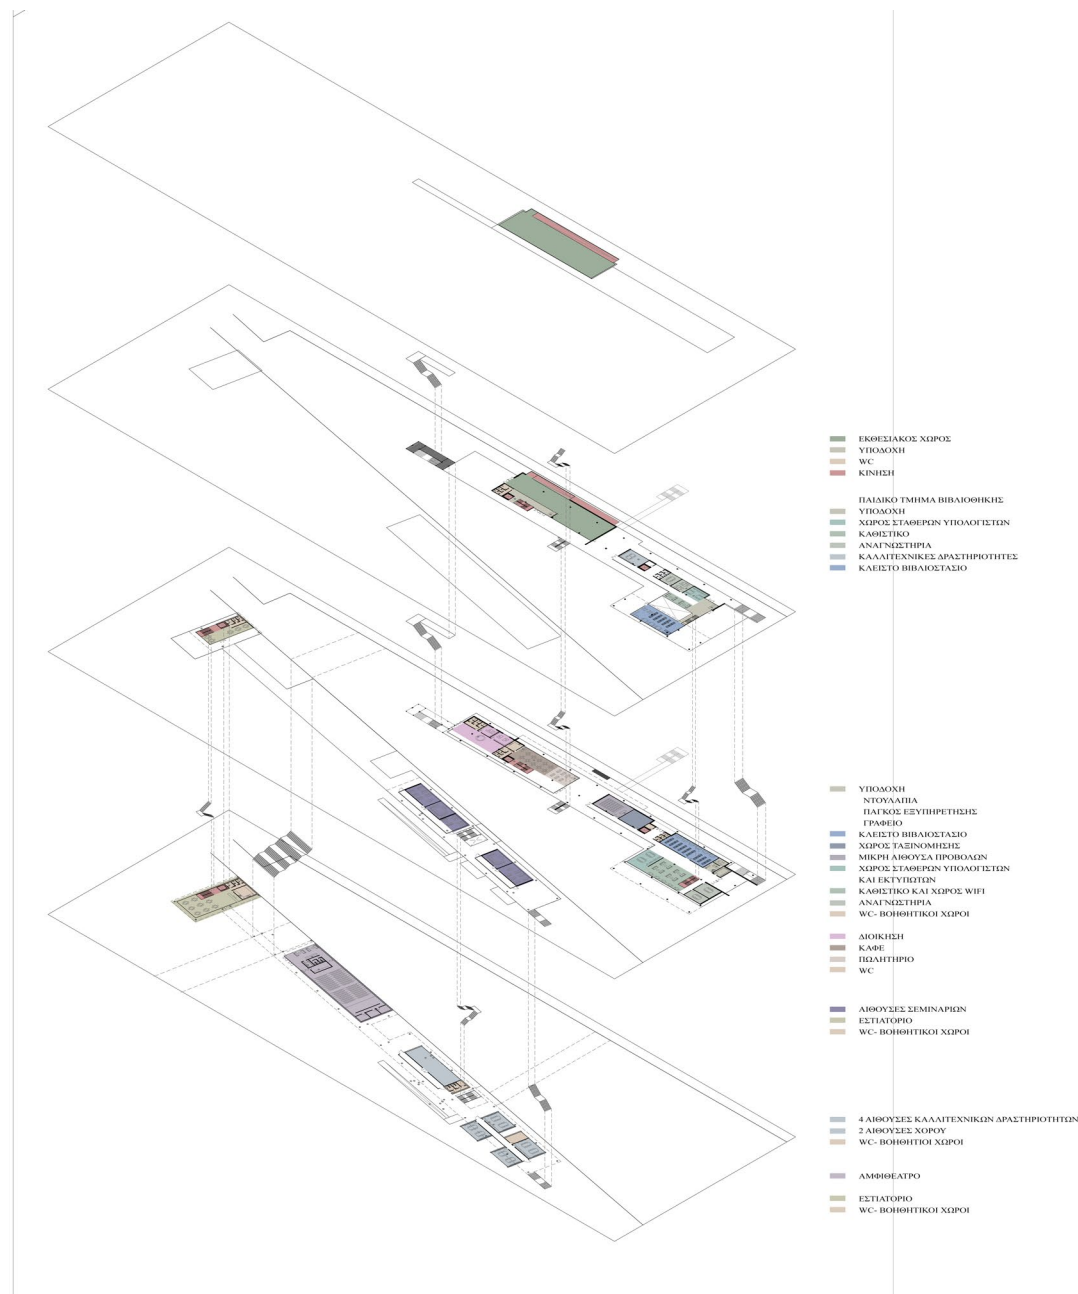 ΕΚΘΕΣΙΑΚΟΣ ΧΩΡΟΣ
ΥΠΟΔΟΧΗ
WC
ΚΙΝΗΣΗ
ΠΑΙΔΙΚΟ ΤΜΗΜΑ ΒΙΒΛΙΟΘΗΚΗΣ
ΥΠΟΔΟΧΗ
ΧΩΡΟΣ ΣΤΑΘΕΡΩΝ ΥΠΟΛΟΓΙΣΤΩΝ
ΚΑΘΙΣΤΙΚΟ
ΑΝΑΓΝΩΣΤΗΡΙΑ
ΚΑΛΛΙΤΕΧΝΙΚΕΣ ΔΡΑΣΤΗΡΙΟΤΗΤΕΣ
ΚΛΕΙΣΤΟ ΒΙΒΛΙΟΣΤΑΣΙΟ
ΥΠΟΔΟΧΗ
ΝΤΟΥΛΑΠΙΑ
ΠΑΓΚΟΣ ΕΞΥΠΗΡΕΤΗΣΗΣ
ΓΡΑΦΕΙΟ
ΚΛΕΙΣΤΟ ΒΙΒΛΙΟΣΤΑΣΙΟ
ΧΩΡΟΣ ΤΑΞΙΝΟΜΗΣΗΣ
ΜΙΚΡΗ ΑΙΘΟΥΣΑ ΠΡΟΒΟΛΩΝ
ΧΩΡΟΣ ΣΤΑΘΕΡΩΝ ΥΠΟΛΟΓΙΣΤΩΝ
ΚΑΙ ΕΚΤΥΠΩΤΩΝ
ΚΑΘΙΣΤΙΚΟ ΚΑΙ ΧΩΡΟΣ WIFI
ΑΝΑΓΝΩΣΤΗΡΙΑ
WC- ΒΟΗΘΗΤΙΚΟΙ ΧΩΡΟΙ
ΔΙΟΙΚΗΣΗ
ΚΑΦΕ
ΠΩΛΗΤΗΡΙΟ
WC
ΑΙΘΟΥΣΕΣ ΣΕΜΙΝΑΡΙΩΝ
ΕΣΤΙΑΤΟΡΙΟ
WC- ΒΟΗΘΗΤΙΚΟΙ ΧΩΡΟΙ
4 ΑΙΘΟΥΣΕΣ ΚΑΛΛΙΤΕΧΝΙΚΩΝ ΔΡΑΣΤΗΡΙΟΤΗΤΩΝ
2 ΑΙΘΟΥΣΕΣ ΧΟΡΟΥ
WC- ΒΟΗΘΗΤΙΟΙ ΧΩΡΟΙ
ΑΜΦΙΘΕΑΤΡΟ
ΕΣΤΙΑΤΟΡΙΟ
WC- ΒΟΗΘΗΤΙΚΟΙ ΧΩΡΟΙ